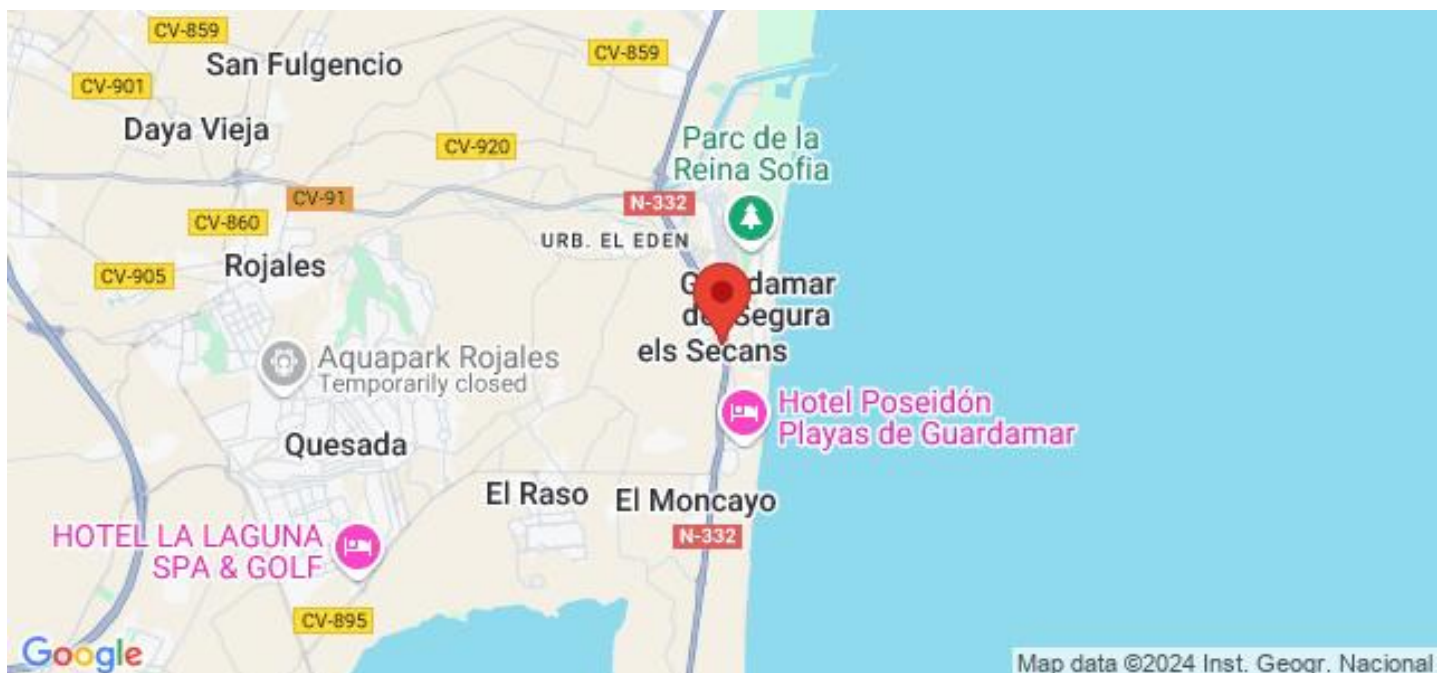 CV-859
San Fulgencio
CV-859
CV-901
Daya Vieja
CV-920
Parc de la
Reina Sofia
CV-91
N-332
CV-860
URB. EL EDEN
Rojales
CV-905
Guardamar
del Segura
els Secans
Aquapark Rojales
Temporarily closed
Hotel Poseidón
Playas de Guardamar
Quesada
El Raso
El Moncayo
HOTEL LA LAGUNA
SPA & GOLF
N-332
CV-895
Google
Map data ©2024 Inst. Geogr. Nacional